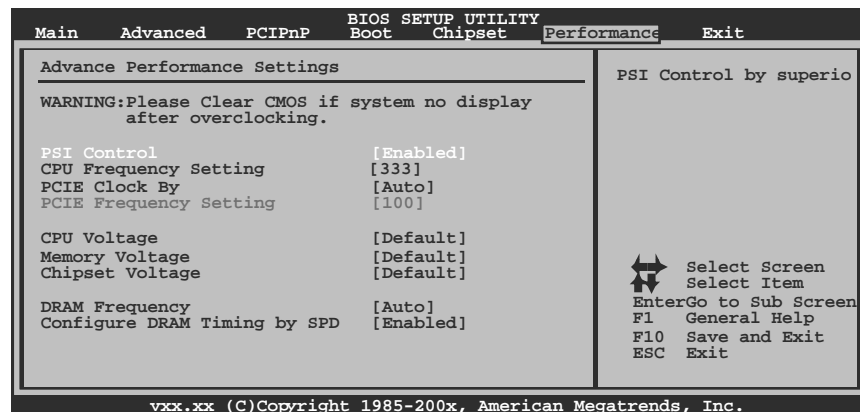 BIOS SETUP UTILITY
Main Advanced PCIPnP Boot Chipset Performance Exit
Advance Performance Settings
WARNING:Please Clear CMOS if system no display
after overclocking.
PSI Control [Enabled]
CPU Frequency Setting [333]
PCIE Clock By [Auto]
PCIE Frequency Setting [100]
CPU Voltage [Default]
Memory Voltage [Default]
Chipset Voltage [Default]
DRAM Frequency [Auto]
Configure DRAM Timing by SPD [Enabled]
PSI Control by superio
Select Screen
Select Item
EnterGo to Sub Screen
F1 General Help
F10 Save and Exit
ESC Exit
vxx.xx (C)Copyright 1985-200x, American Megatrends, Inc.